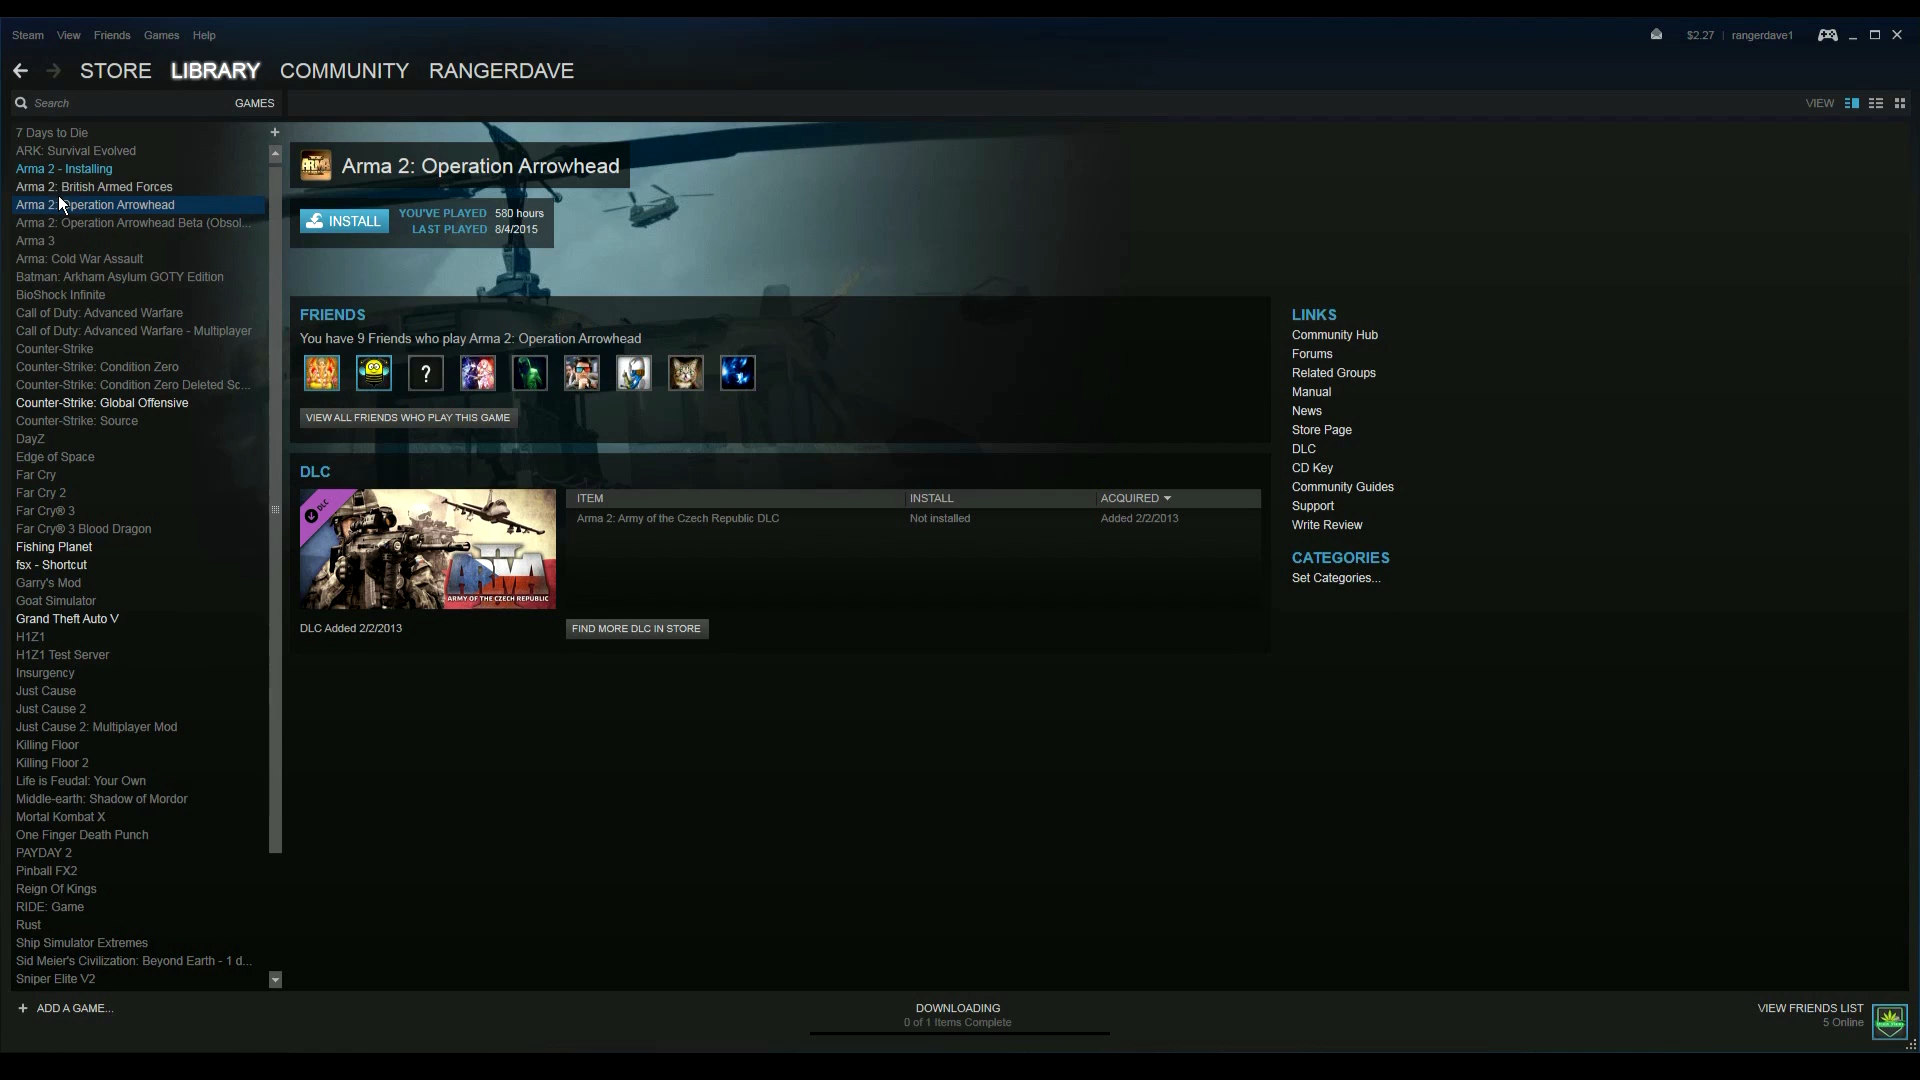 Steam View Friends Games Help
$2.27 | rangerdave1
STORE LIBRARY COMMUNITY RANGERDAVE
Search GAMES
VIEW
7 Days to Die
ARK: Survival Evolved
Arma 2 - Installing
Arma 2: British Armed Forces
Arma 2: Operation Arrowhead
Arma 2: Operation Arrowhead Beta (Obsol...
Arma 3
Arma: Cold War Assault
Batman: Arkham Asylum GOTY Edition
BioShock Infinite
Call of Duty: Advanced Warfare
Call of Duty: Advanced Warfare - Multiplayer
Counter-Strike
Counter-Strike: Condition Zero
Counter-Strike: Condition Zero Deleted Sc...
Counter-Strike: Global Offensive
Counter-Strike: Source
DayZ
Edge of Space
Far Cry
Far Cry 2
Far Cry® 3
Far Cry® 3 Blood Dragon
Fishing Planet
fsx - Shortcut
Garry's Mod
Goat Simulator
Grand Theft Auto V
H1Z1
H1Z1 Test Server
Insurgency
Just Cause
Just Cause 2
Just Cause 2: Multiplayer Mod
Killing Floor
Killing Floor 2
Life is Feudal: Your Own
Middle-earth: Shadow of Mordor
Mortal Kombat X
One Finger Death Punch
PAYDAY 2
Pinball FX2
Reign Of Kings
RIDE: Game
Rust
Ship Simulator Extremes
Sid Meier's Civilization: Beyond Earth - 1 d...
Sniper Elite V2
ARMA
Arma 2: Operation Arrowhead
INSTALL
YOU'VE PLAYED 580 hours
LAST PLAYED 8/4/2015
FRIENDS
You have 9 Friends who play Arma 2: Operation Arrowhead
?
VIEW ALL FRIENDS WHO PLAY THIS GAME
DLC
DLC
ARMA
II
ARMY OF THE CZECH REPUBLIC
DLC Added 2/2/2013
ITEM INSTALL ACQUIRED
Arma 2: Army of the Czech Republic DLC Not installed Added 2/2/2013
FIND MORE DLC IN STORE
LINKS
Community Hub
Forums
Related Groups
Manual
News
Store Page
DLC
CD Key
Community Guides
Support
Write Review
CATEGORIES
Set Categories...
+ ADD A GAME...
DOWNLOADING
0 of 1 Items Complete
VIEW FRIENDS LIST
5 Online